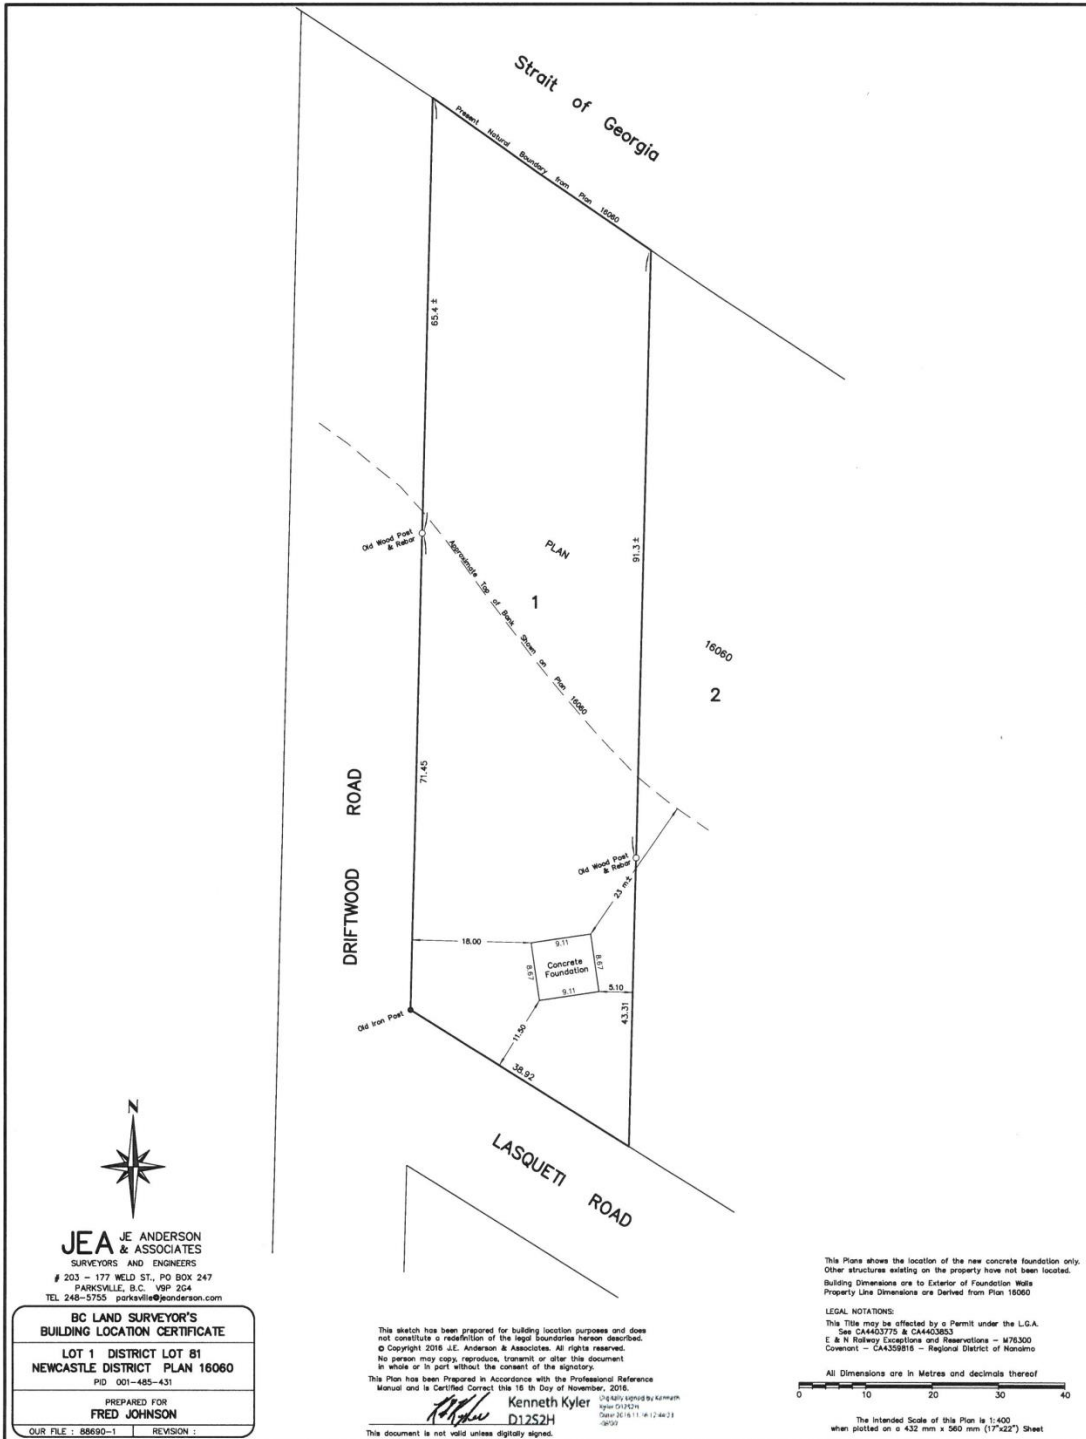 Strait of Georgia
Present Natural Boundary from Plan 16060
65.4 ±
Old Wood Post
& Rebar
Approximate Top of Bank Shown on Plan 16060
PLAN
1
91.3 ±
16060
2
71.45
DRIFTWOOD ROAD
Old Wood Post
& Rebar
23 m±
18.00
9.11
8.67
Concrete
Foundation
8.67
9.11
5.10
43.31
Old Iron Post
11.50
38.92
LASQUETI ROAD
N
JEA JE ANDERSON
& ASSOCIATES
SURVEYORS AND ENGINEERS
# 203 - 177 WELD ST., PO BOX 247
PARKSVILLE, B.C. V9P 2G4
TEL 248-5755 parksville@jeanderson.com
BC LAND SURVEYOR'S
BUILDING LOCATION CERTIFICATE
LOT 1 DISTRICT LOT 81
NEWCASTLE DISTRICT PLAN 16060
PID 001-485-431
PREPARED FOR
FRED JOHNSON
OUR FILE : 88690-1 REVISION :
This sketch has been prepared for building location purposes and does
not constitute a redefinition of the legal boundaries hereon described.
© Copyright 2016 J.E. Anderson & Associates. All rights reserved.
No person may copy, reproduce, transmit or alter this document
in whole or in part without the consent of the signatory.
This Plan has been Prepared in Accordance with the Professional Reference
Manual and is Certified Correct this 16 th Day of November, 2016.
Kenneth Kyler
D12S2H
Digitally signed by Kenneth
Kyler D12S2H
This document is not valid unless digitally signed.
This Plans shows the location of the new concrete foundation only.
Other structures existing on the property have not been located.
Building Dimensions are to Exterior of Foundation Walls
Property Line Dimensions are Derived from Plan 16060
LEGAL NOTATIONS:
This Title may be affected by a Permit under the L.G.A.
See CA4403775 & CA4403853
E & N Railway Exceptions and Reservations - M76300
Covenant - CA4359816 - Regional District of Nanaimo
All Dimensions are in Metres and decimals thereof
0 10 20 30 40
The Intended Scale of this Plan is 1:400
when plotted on a 432 mm x 560 mm (17"x22") Sheet